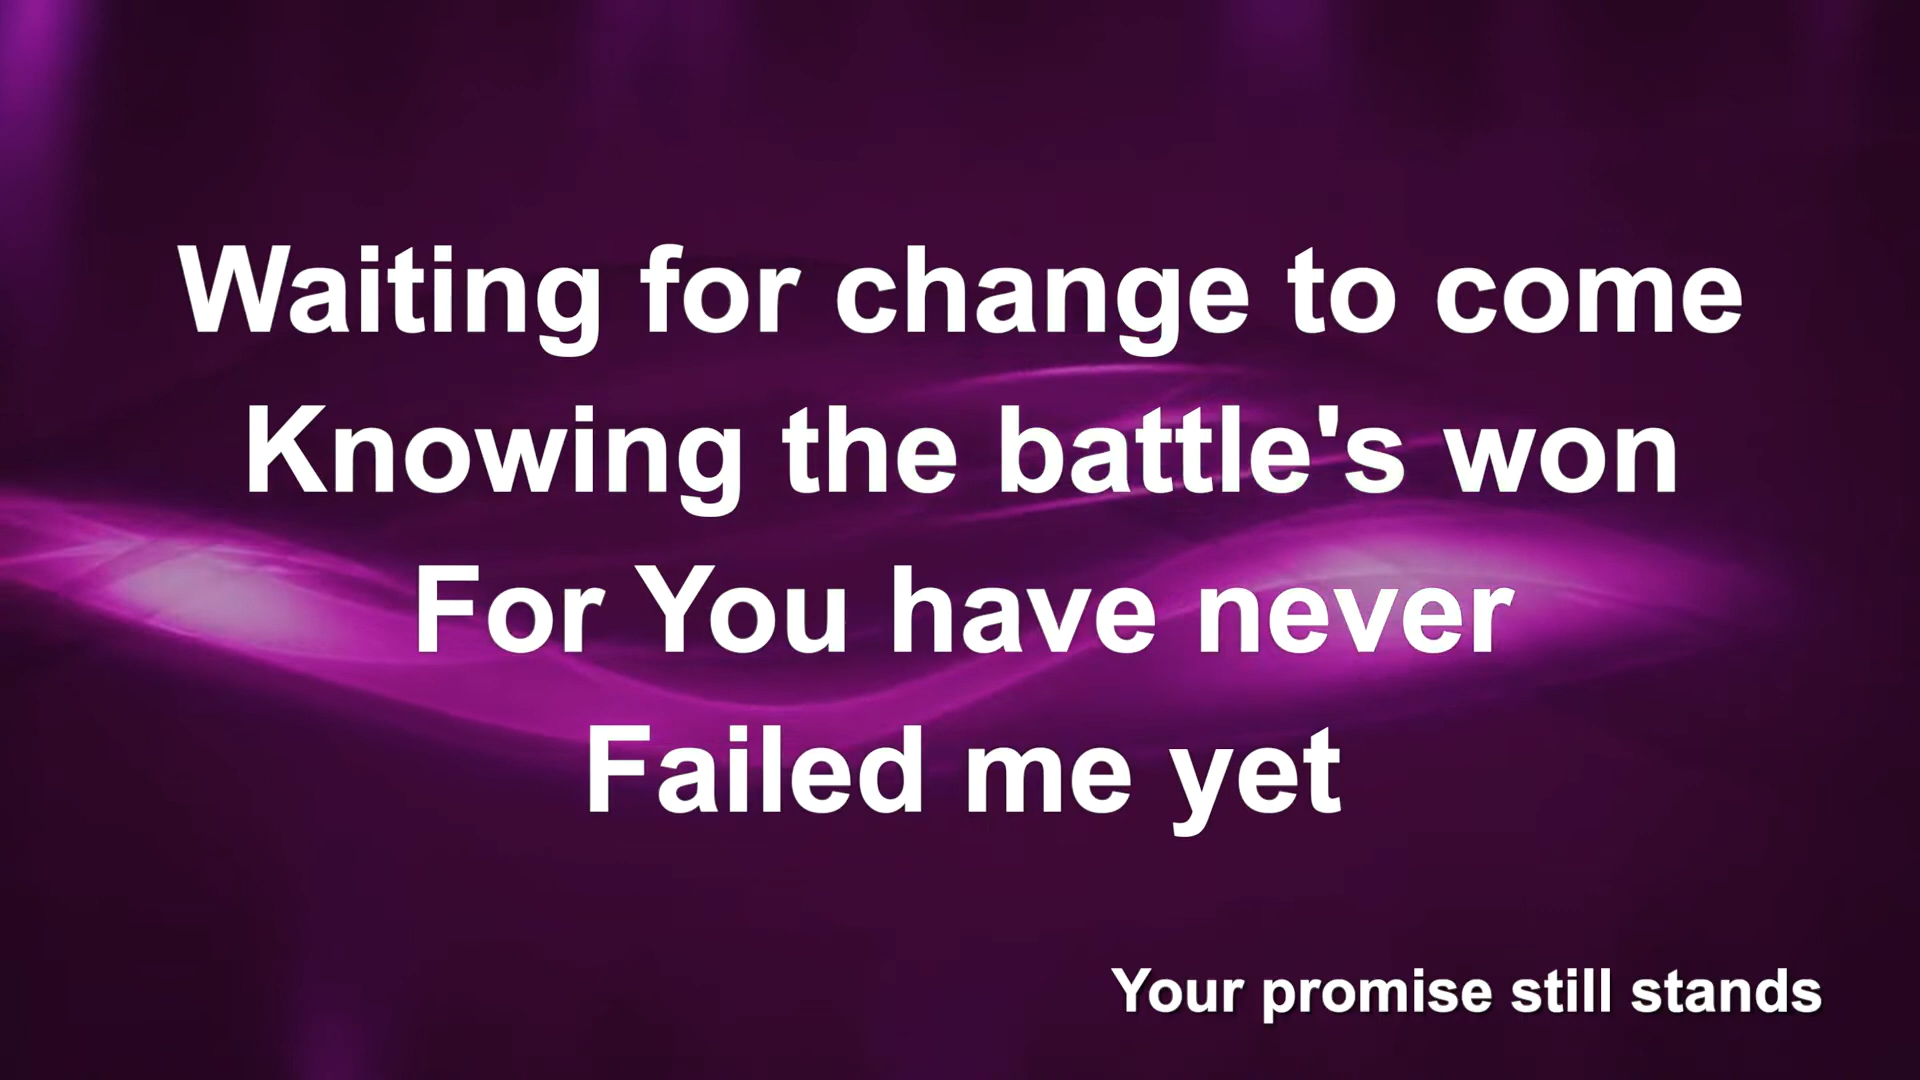 Waiting for change to come
Knowing the battle's won
For You have never
Failed me yet
Your promise still stands